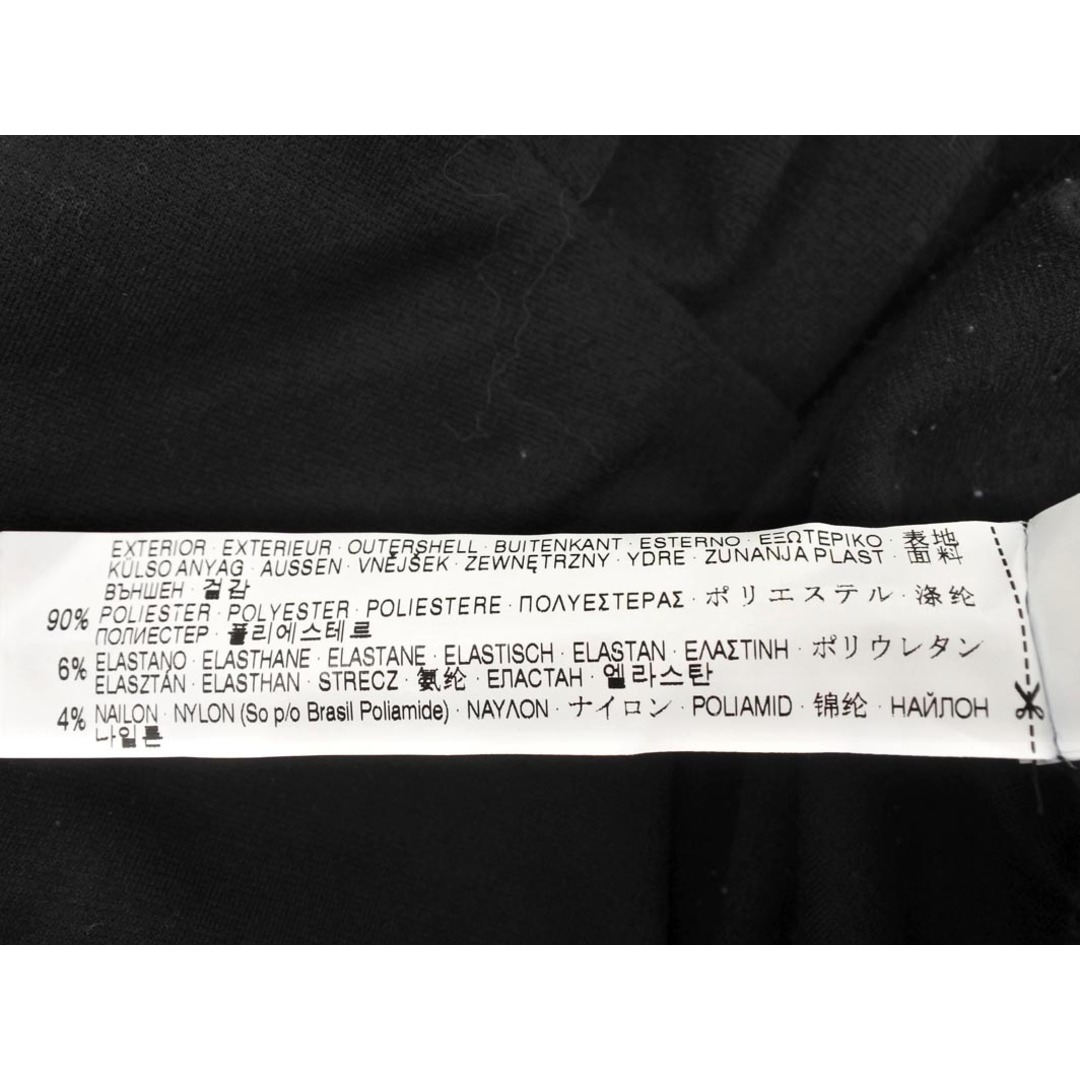 EXTERIOR · EXTERIEUR · OUTERSHELL · BUITENKANT · ESTERNO · ΕΞΩΤΕΡΙΚΟ · 表地
KÜLSO ANYAG · AUSSEN · VNĚJŠEK · ZEWNĘTRZNY · YDRE · ZUNANJA PLAST · 面料
ВЪНШЕН · 겉감
90% POLIESTER · POLYESTER · POLIESTERE · ΠΟΛΥΕΣΤΕΡΑΣ · ポリエステル · 涤纶
ПОЛИЕСТЕР · 폴리에스테르
6% ELASTANO · ELASTHANE · ELASTANE · ELASTISCH · ELASTAN · ΕΛΑΣΤΙΝΗ · ポリウレタン
ELASZTÁN · ELASTHAN · STRECZ · 氨纶 · ЕЛАСТАН · 엘라스탄
4% NAILON · NYLON (So p/o Brasil Poliamide) · ΝΑΥΛΟΝ · ナイロン · POLIAMID · 锦纶 · НАЙЛОН
나일론